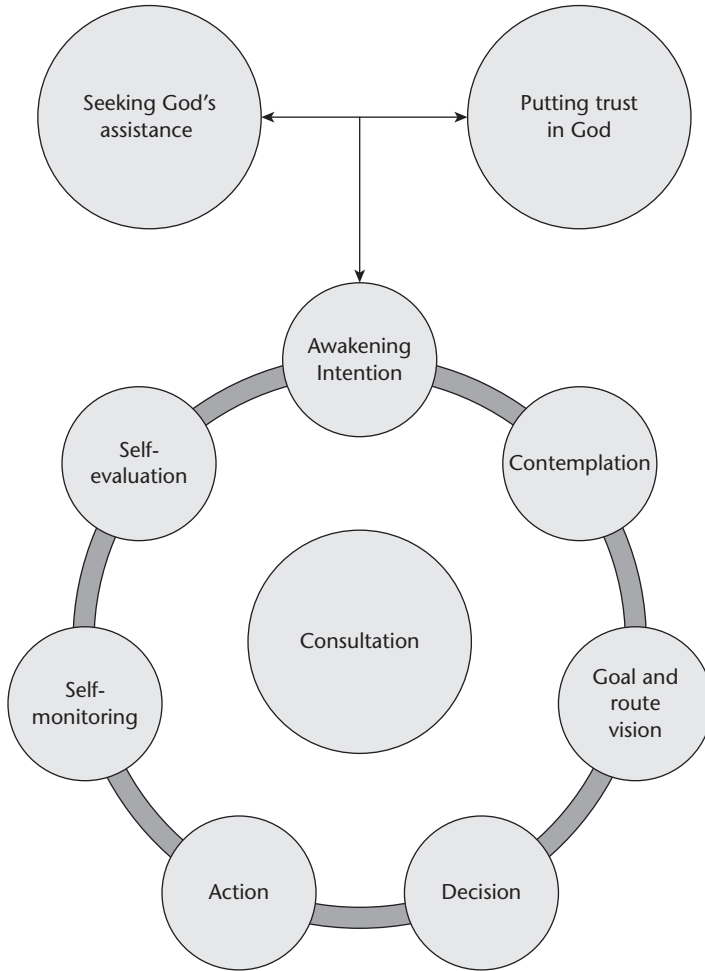 Seeking God's
assistance
Putting trust
in God
Awakening
Intention
Contemplation
Goal and
route
vision
Decision
Action
Self-
monitoring
Self-
evaluation
Consultation